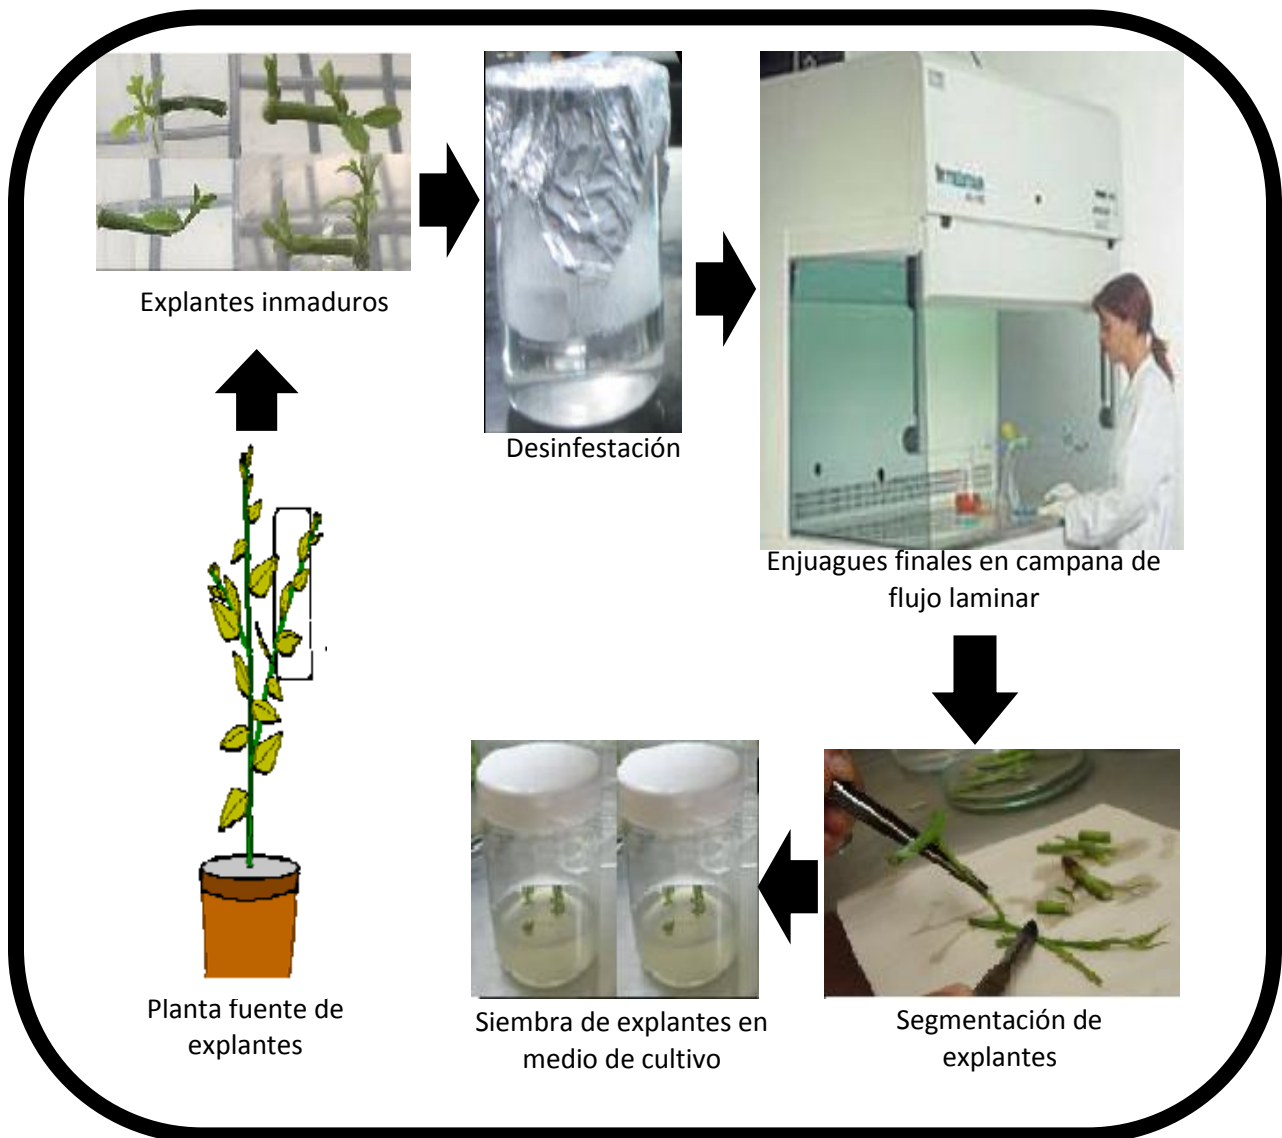 Explantes inmaduros
Desinfestación
Enjuagues finales en campana de
flujo laminar
Planta fuente de
explantes
Siembra de explantes en
medio de cultivo
Segmentación de
explantes